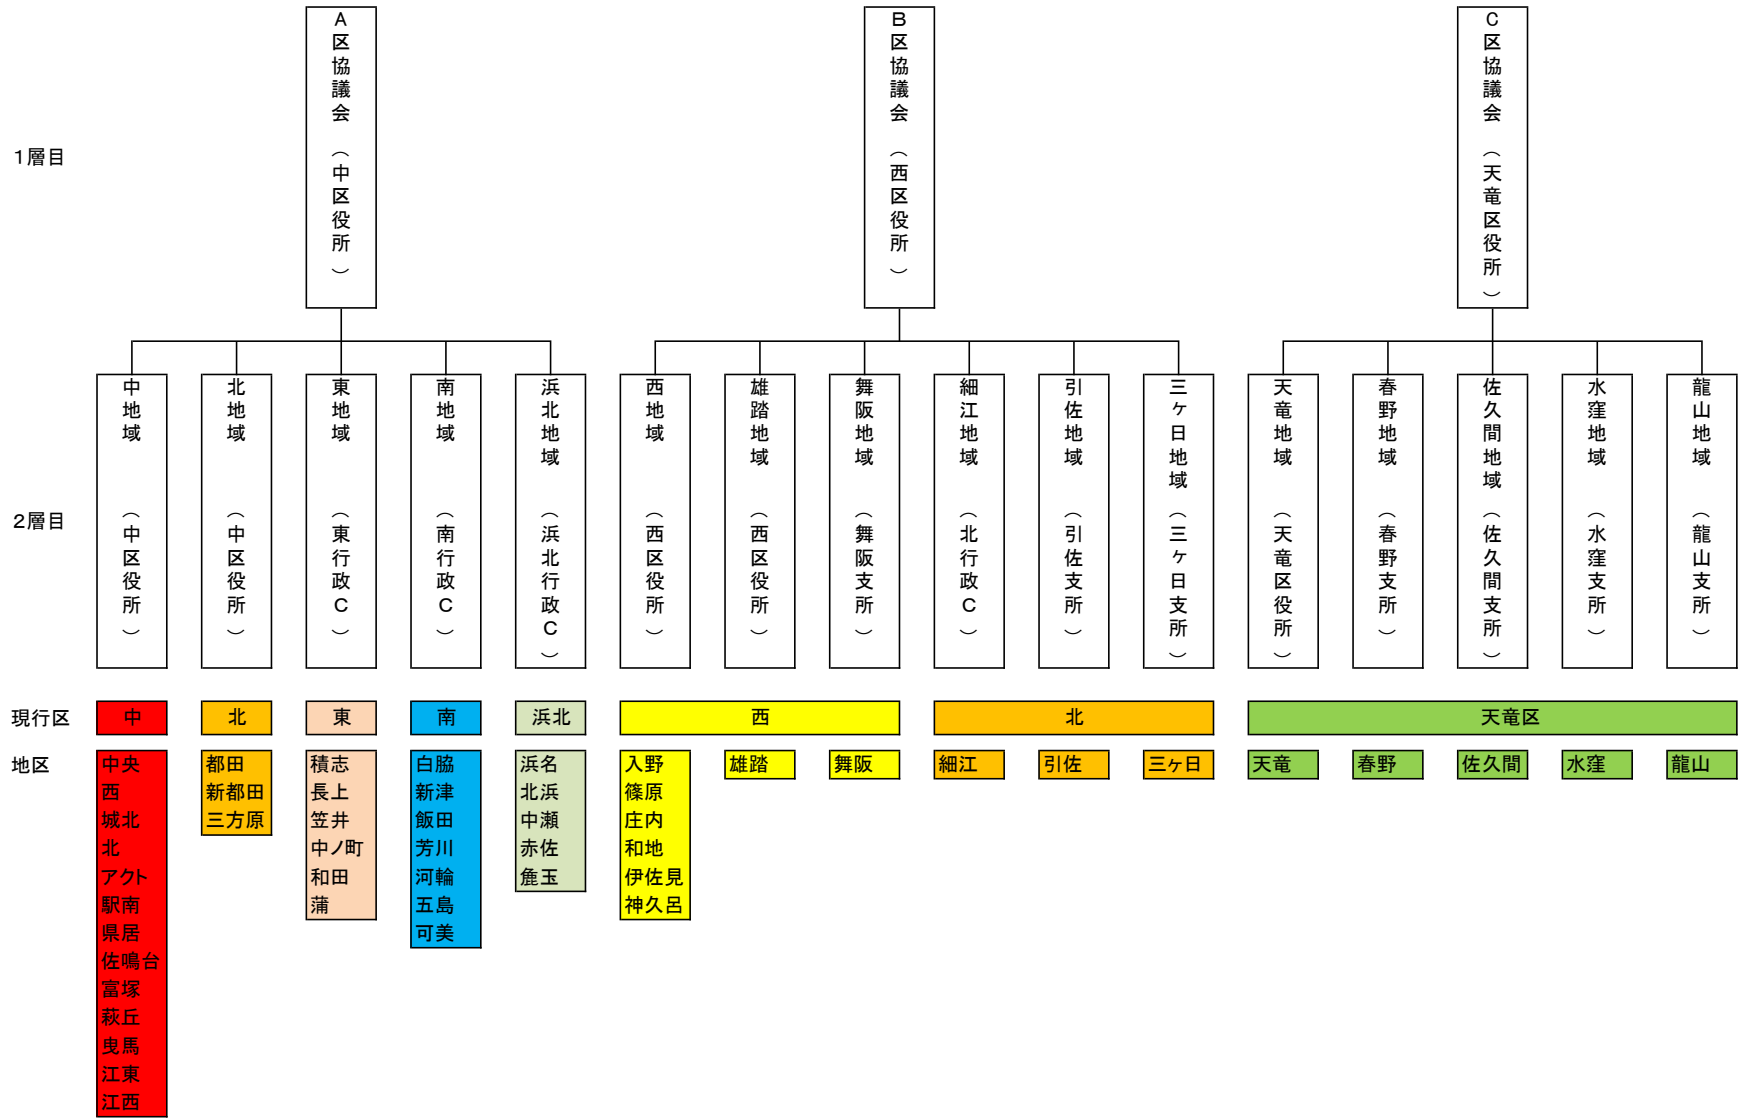 1層目
A区協議会（中区役所）
B区協議会（西区役所）
C区協議会（天竜区役所）
2層目
中地域（中区役所）
北地域（中区役所）
東地域（東行政C）
南地域（南行政C）
浜北地域（浜北行政C）
西地域（西区役所）
雄踏地域（西区役所）
舞阪地域（舞阪支所）
細江地域（北行政C）
引佐地域（引佐支所）
三ヶ日地域（三ヶ日支所）
天竜地域（天竜区役所）
春野地域（春野支所）
佐久間地域（佐久間支所）
水窪地域（水窪支所）
龍山地域（龍山支所）
現行区
中
北
東
南
浜北
西
北
天竜区
地区
中央
西
城北
北
アクト
駅南
県居
佐鳴台
富塚
萩丘
曳馬
江東
江西
都田
新都田
三方原
積志
長上
笠井
中ノ町
和田
蒲
白脇
新津
飯田
芳川
河輪
五島
可美
浜名
北浜
中瀬
赤佐
麁玉
入野
篠原
庄内
和地
伊佐見
神久呂
雄踏
舞阪
細江
引佐
三ヶ日
天竜
春野
佐久間
水窪
龍山